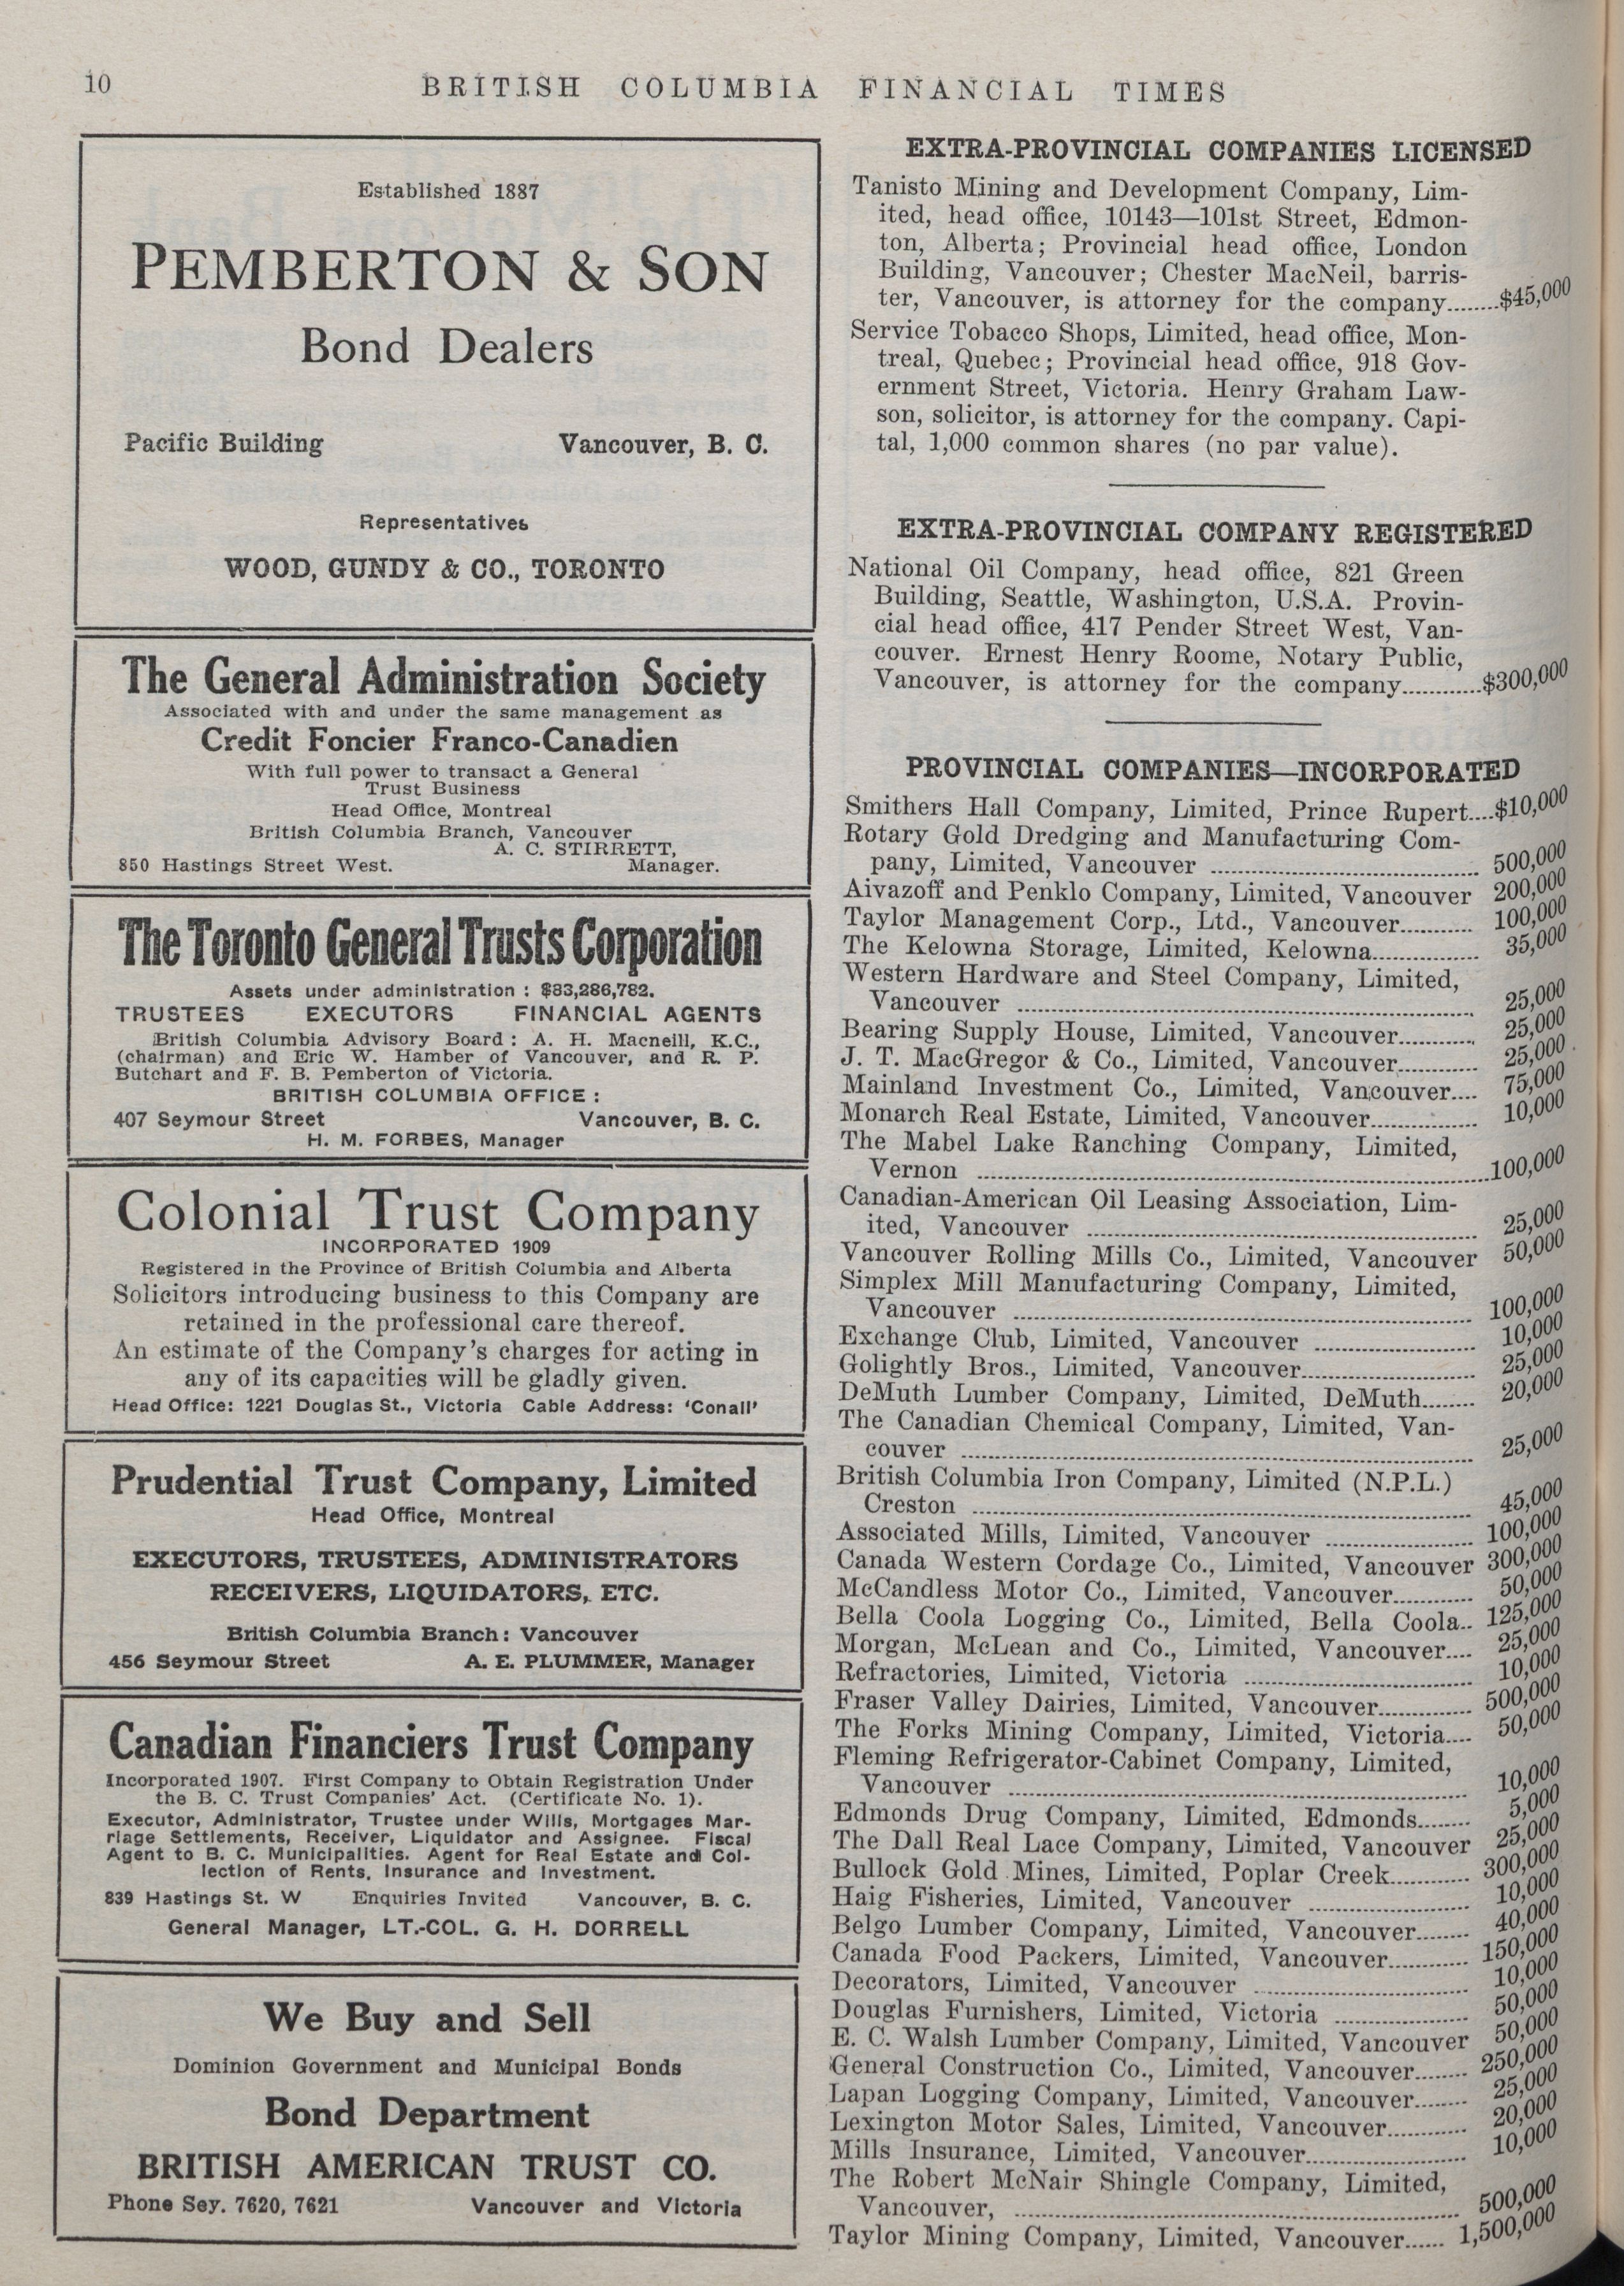 10
BRITISH COLUMBIA FINANCIAL TIMES
Established 1887
PEMBERTON & SON
Bond Dealers
Pacific Building Vancouver, B. C.
Representatives
WOOD, GUNDY & CO., TORONTO
The General Administration Society
Associated with and under the same management as
Credit Foncier Franco-Canadien
With full power to transact a General
Trust Business
Head Office, Montreal
British Columbia Branch, Vancouver
A. C. STIRRETT,
850 Hastings Street West. Manager.
The Toronto General Trusts Corporation
Assets under administration : $83,286,782.
TRUSTEES EXECUTORS FINANCIAL AGENTS
British Columbia Advisory Board : A. H. Macneill, K.C.,
(chairman) and Eric W. Hamber of Vancouver, and R. P.
Butchart and F. B. Pemberton of Victoria.
BRITISH COLUMBIA OFFICE :
407 Seymour Street Vancouver, B. C.
H. M. FORBES, Manager
Colonial Trust Company
INCORPORATED 1909
Registered in the Province of British Columbia and Alberta
Solicitors introducing business to this Company are
retained in the professional care thereof.
An estimate of the Company's charges for acting in
any of its capacities will be gladly given.
Head Office: 1221 Douglas St., Victoria Cable Address: 'Conall'
Prudential Trust Company, Limited
Head Office, Montreal
EXECUTORS, TRUSTEES, ADMINISTRATORS
RECEIVERS, LIQUIDATORS, ETC.
British Columbia Branch: Vancouver
456 Seymour Street A. E. PLUMMER, Manager
Canadian Financiers Trust Company
Incorporated 1907. First Company to Obtain Registration Under
the B. C. Trust Companies' Act. (Certificate No. 1).
Executor, Administrator, Trustee under Wills, Mortgages Mar-
riage Settlements, Receiver, Liquidator and Assignee. Fiscal
Agent to B. C. Municipalities. Agent for Real Estate and Col-
lection of Rents, Insurance and Investment.
839 Hastings St. W Enquiries Invited Vancouver, B. C.
General Manager, LT.-COL. G. H. DORRELL
We Buy and Sell
Dominion Government and Municipal Bonds
Bond Department
BRITISH AMERICAN TRUST CO.
Phone Sey. 7620, 7621 Vancouver and Victoria
EXTRA-PROVINCIAL COMPANIES LICENSED
Tanisto Mining and Development Company, Lim-
ited, head office, 10143—101st Street, Edmon-
ton, Alberta; Provincial head office, London
Building, Vancouver; Chester MacNeil, barris-
ter, Vancouver, is attorney for the company........$45,000
Service Tobacco Shops, Limited, head office, Mon-
treal, Quebec; Provincial head office, 918 Gov-
ernment Street, Victoria. Henry Graham Law-
son, solicitor, is attorney for the company. Capi-
tal, 1,000 common shares (no par value).
EXTRA-PROVINCIAL COMPANY REGISTERED
National Oil Company, head office, 821 Green
Building, Seattle, Washington, U.S.A. Provin-
cial head office, 417 Pender Street West, Van-
couver. Ernest Henry Roome, Notary Public,
Vancouver, is attorney for the company............$300,000
PROVINCIAL COMPANIES—INCORPORATED
Smithers Hall Company, Limited, Prince Rupert....$10,000
Rotary Gold Dredging and Manufacturing Com-
pany, Limited, Vancouver ........................................ 500,000
Aivazoff and Penklo Company, Limited, Vancouver 200,000
Taylor Management Corp., Ltd., Vancouver........... 100,000
The Kelowna Storage, Limited, Kelowna................ 35,000
Western Hardware and Steel Company, Limited,
Vancouver .................................................................... 25,000
Bearing Supply House, Limited, Vancouver........... 25,000
J. T. MacGregor & Co., Limited, Vancouver............ 25,000
Mainland Investment Co., Limited, Vancouver.... 75,000
Monarch Real Estate, Limited, Vancouver................ 10,000
The Mabel Lake Ranching Company, Limited,
Vernon ............................................................................100,000
Canadian-American Oil Leasing Association, Lim-
ited, Vancouver .......................................................... 25,000
Vancouver Rolling Mills Co., Limited, Vancouver 50,000
Simplex Mill Manufacturing Company, Limited,
Vancouver .................................................................... 100,000
Exchange Club, Limited, Vancouver ........................ 10,000
Golightly Bros., Limited, Vancouver.......................... 25,000
DeMuth Lumber Company, Limited, DeMuth........ 20,000
The Canadian Chemical Company, Limited, Van-
couver ............................................................................ 25,000
British Columbia Iron Company, Limited (N.P.L.)
Creston .......................................................................... 45,000
Associated Mills, Limited, Vancouver ...................... 100,000
Canada Western Cordage Co., Limited, Vancouver 300,000
McCandless Motor Co., Limited, Vancouver............ 50,000
Bella Coola Logging Co., Limited, Bella Coola.. 125,000
Morgan, McLean and Co., Limited, Vancouver.... 25,000
Refractories, Limited, Victoria .................................. 10,000
Fraser Valley Dairies, Limited, Vancouver.............. 500,000
The Forks Mining Company, Limited, Victoria.... 50,000
Fleming Refrigerator-Cabinet Company, Limited,
Vancouver .................................................................... 10,000
Edmonds Drug Company, Limited, Edmonds........ 5,000
The Dall Real Lace Company, Limited, Vancouver 25,000
Bullock Gold Mines, Limited, Poplar Creek............ 300,000
Haig Fisheries, Limited, Vancouver ........................ 10,000
Belgo Lumber Company, Limited, Vancouver........ 40,000
Canada Food Packers, Limited, Vancouver............ 150,000
Decorators, Limited, Vancouver ................................ 10,000
Douglas Furnishers, Limited, Victoria .................... 50,000
E. C. Walsh Lumber Company, Limited, Vancouver 50,000
General Construction Co., Limited, Vancouver........ 250,000
Lapan Logging Company, Limited, Vancouver........ 25,000
Lexington Motor Sales, Limited, Vancouver............ 20,000
Mills Insurance, Limited, Vancouver........................ 10,000
The Robert McNair Shingle Company, Limited,
Vancouver, .................................................................... 500,000
Taylor Mining Company, Limited, Vancouver...... 1,500,000